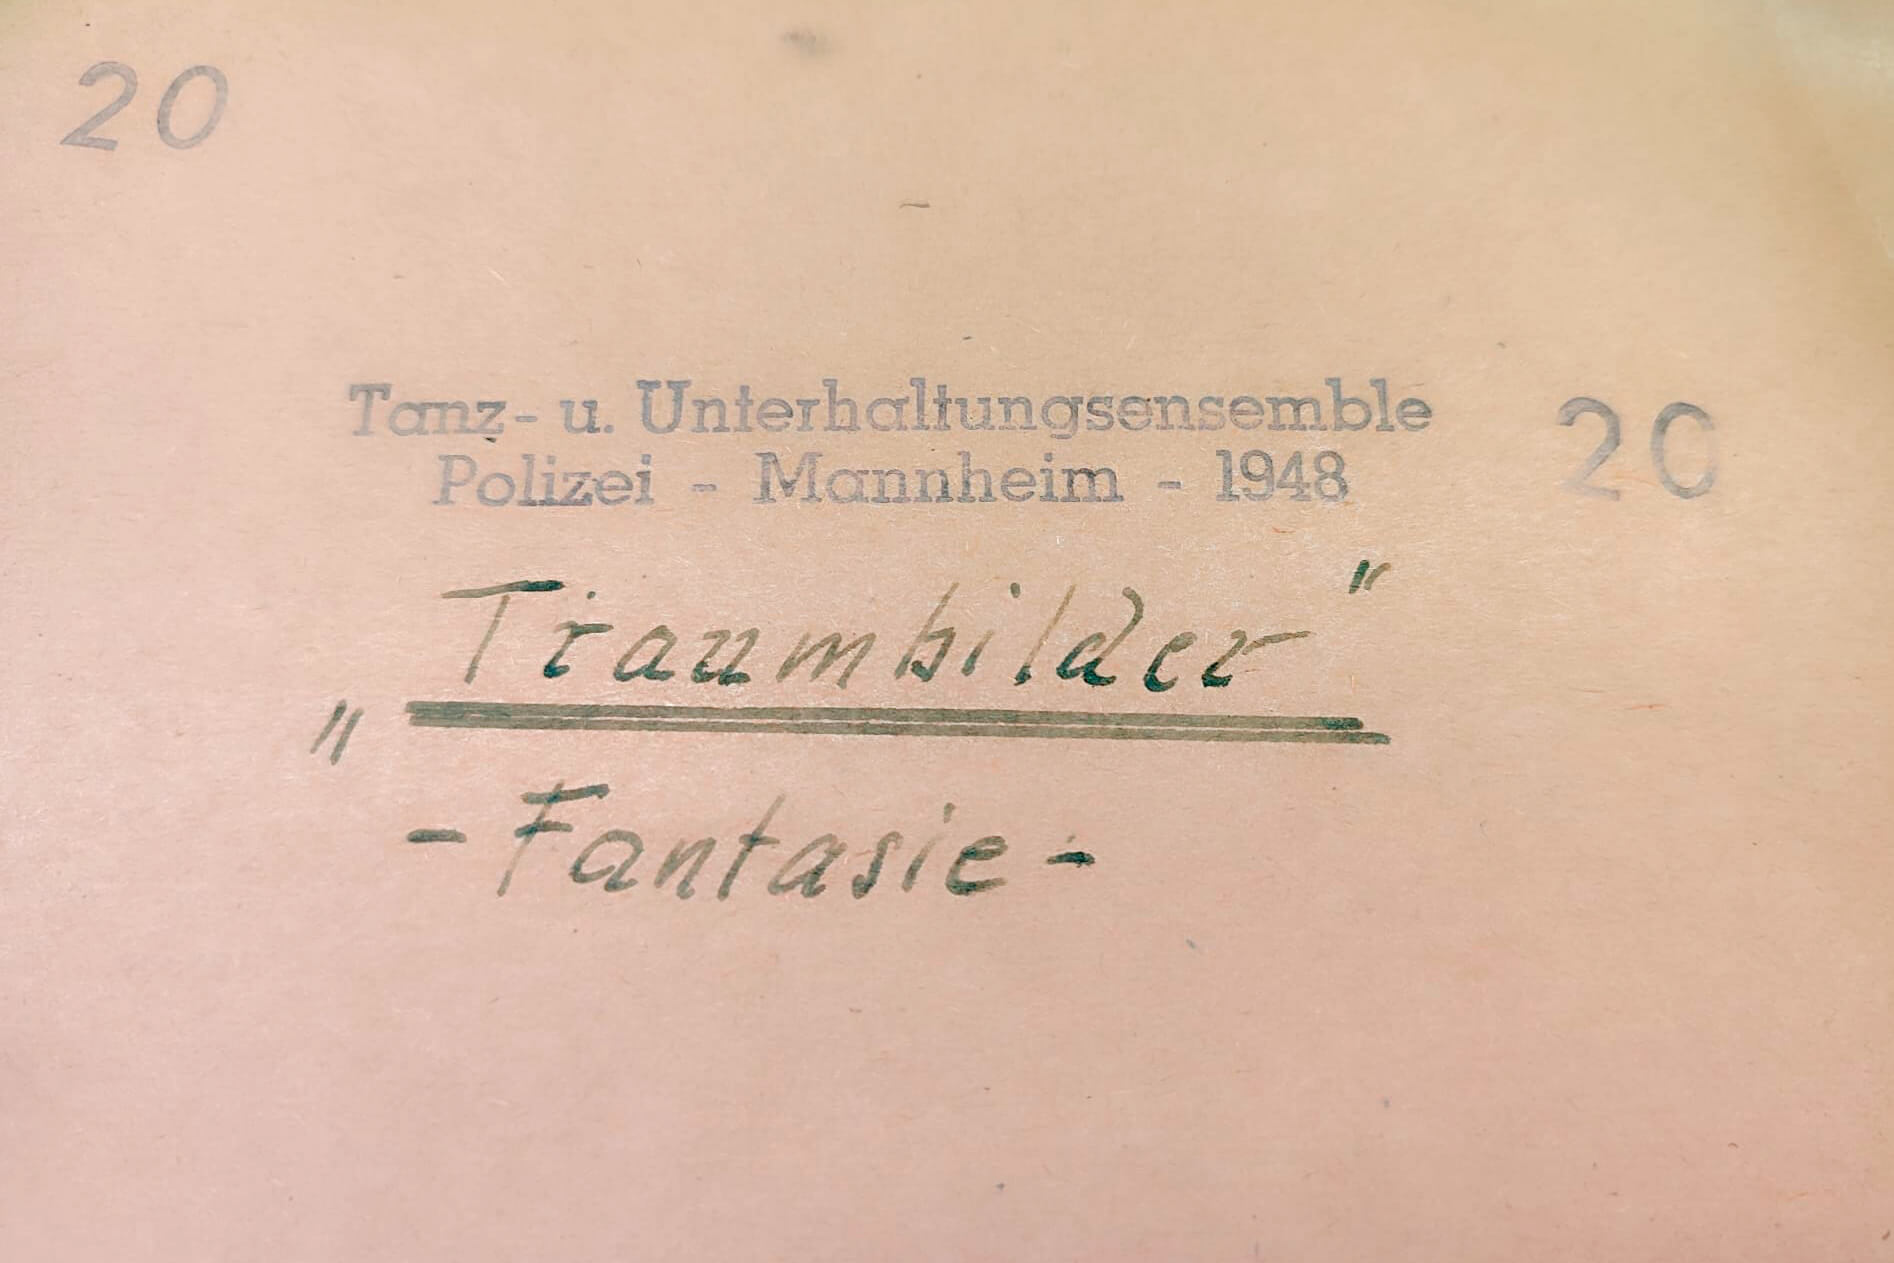 20
Tanz- u. Unterhaltungsensemble 20
Polizei - Mannheim - 1948
„Traumbilder"
- Fantasie -